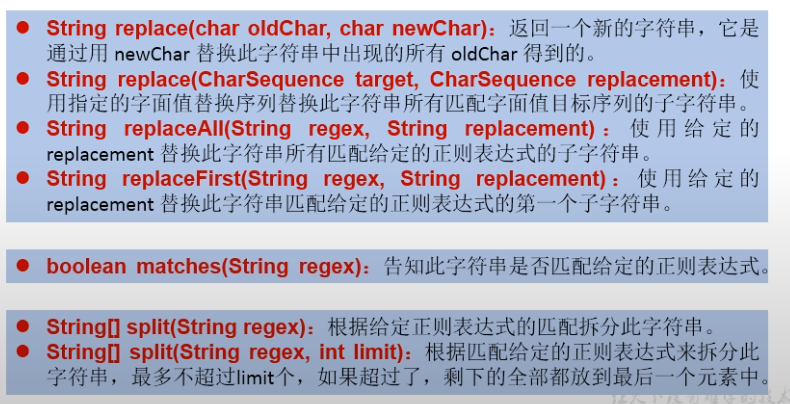 ● String replace(char oldChar, char newChar)：返回一个新的字符串，它是
通过用 newChar 替换此字符串中出现的所有 oldChar 得到的。
● String replace(CharSequence target, CharSequence replacement)：使
用指定的字面值替换序列替换此字符串所有匹配字面值目标序列的子字符串。
● String replaceAll(String regex, String replacement)：使用给定的
replacement 替换此字符串所有匹配给定的正则表达式的子字符串。
● String replaceFirst(String regex, String replacement)：使用给定的
replacement 替换此字符串匹配给定的正则表达式的第一个子字符串。
● boolean matches(String regex)：告知此字符串是否匹配给定的正则表达式。
● String[] split(String regex)：根据给定正则表达式的匹配拆分此字符串。
● String[] split(String regex, int limit)：根据匹配给定的正则表达式来拆分此
字符串，最多不超过limit个，如果超过了，剩下的全部都放到最后一个元素中。